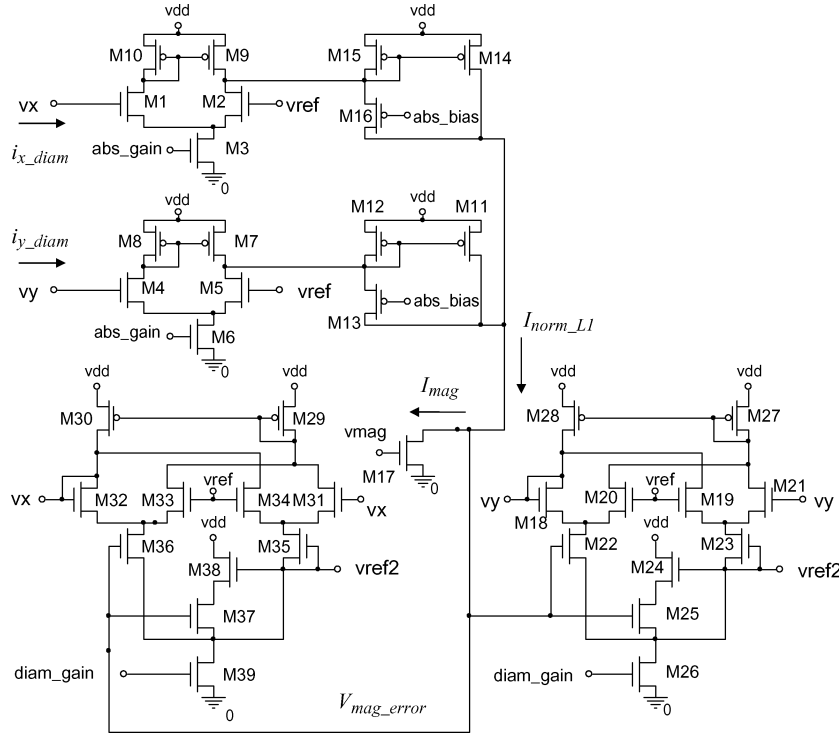 vdd vdd
M10 M9 M15 M14
vx M1 M2 vref M16 abs_bias
i_x_diam abs_gain M3
0
vdd M12 vdd M11
i_y_diam M8 M7
vy M4 M5 vref abs_bias
abs_gain M6 M13
0
I_norm_L1
vdd vdd I_mag vdd vdd
M30 M29 vmag M28 M27
M17 0
vx M32 M33 vref M34 M31 vx vy M18 M20 vref M19 M21 vy
M36 vdd M35 M22 vdd M23
M38 vref2 M24 vref2
M37 M25
diam_gain M39 diam_gain M26
0 V_mag_error 0